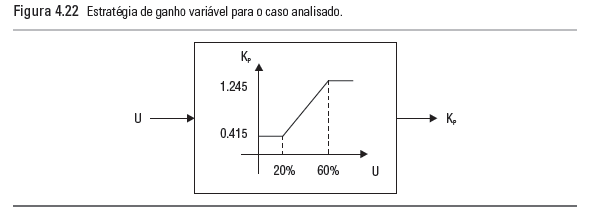 Figura 4.22 Estratégia de ganho variável para o caso analisado.
Kₚ
1.245
U
Kₚ
0.415
20%
60%
U